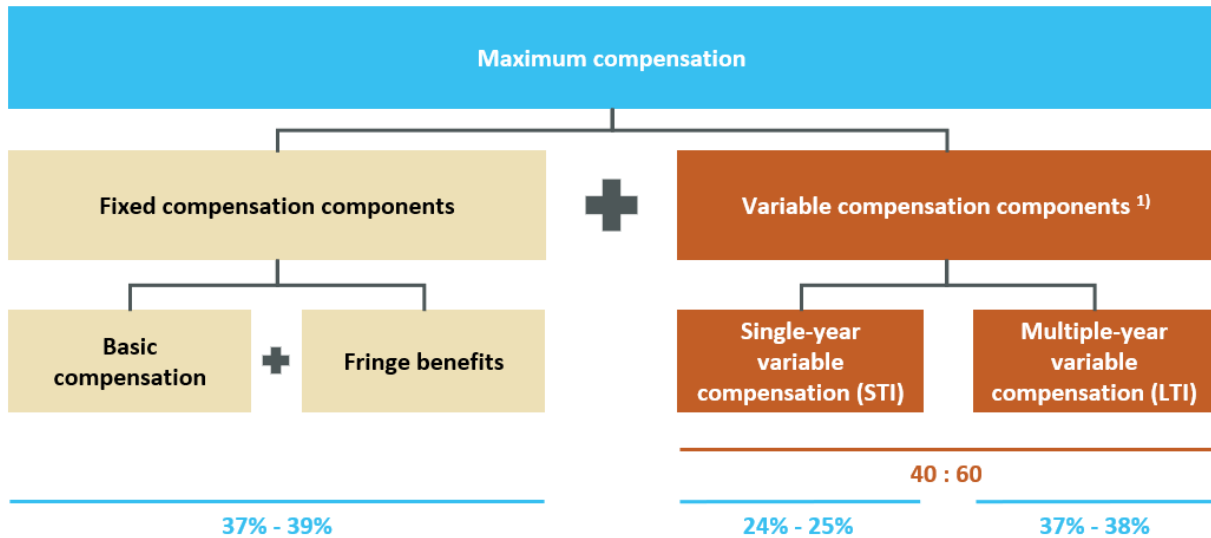 Maximum compensation
Fixed compensation components
Variable compensation components 1)
Basic
compensation
Fringe benefits
Single-year
variable
compensation (STI)
Multiple-year
variable
compensation (LTI)
40 : 60
37% - 39%
24% - 25%
37% - 38%